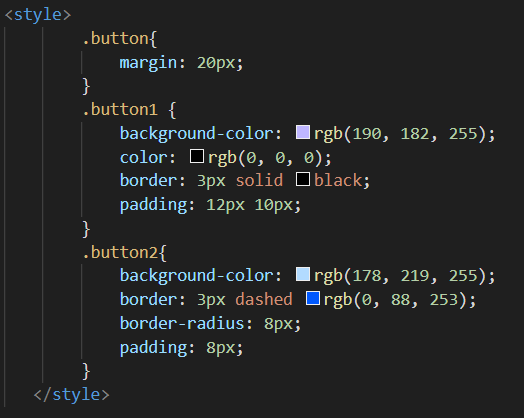 <style>
.button{
margin: 20px;
}
.button1 {
background-color: rgb(190, 182, 255);
color: rgb(0, 0, 0);
border: 3px solid black;
padding: 12px 10px;
}
.button2{
background-color: rgb(178, 219, 255);
border: 3px dashed rgb(0, 88, 253);
border-radius: 8px;
padding: 8px;
}
</style>